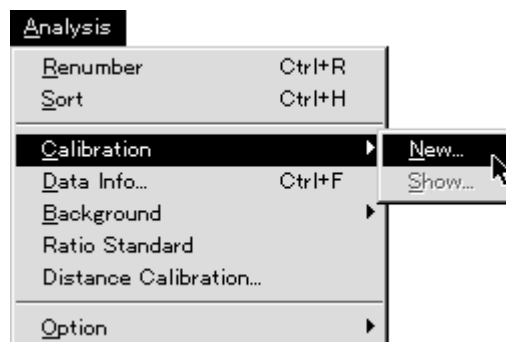 Analysis
Renumber Ctrl+R
Sort Ctrl+H
Calibration New...
Data Info... Ctrl+F Show...
Background
Ratio Standard
Distance Calibration...
Option